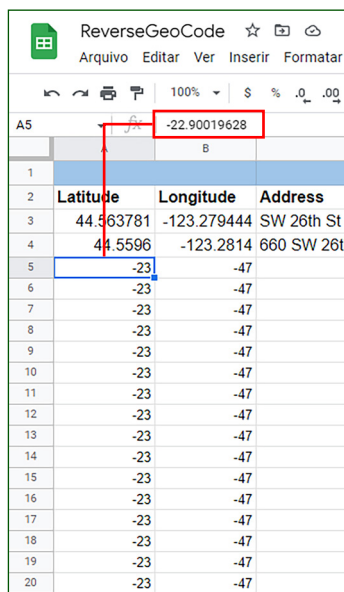 ReverseGeoCode
Arquivo Editar Ver Inserir Formatar
100% $ % .0 .00
A5 fx -22.90019628
A B
1
2 Latitude Longitude Address
3 44.563781 -123.279444 SW 26th St
4 44.5596 -123.2814 660 SW 26t
5 -23 -47
6 -23 -47
7 -23 -47
8 -23 -47
9 -23 -47
10 -23 -47
11 -23 -47
12 -23 -47
13 -23 -47
14 -23 -47
15 -23 -47
16 -23 -47
17 -23 -47
18 -23 -47
19 -23 -47
20 -23 -47